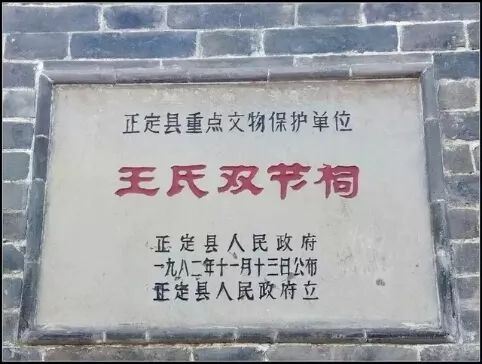 正定县重点文物保护单位
王氏双节祠
正定县人民政府
一九八二年十一月十三日公布
正定县人民政府立